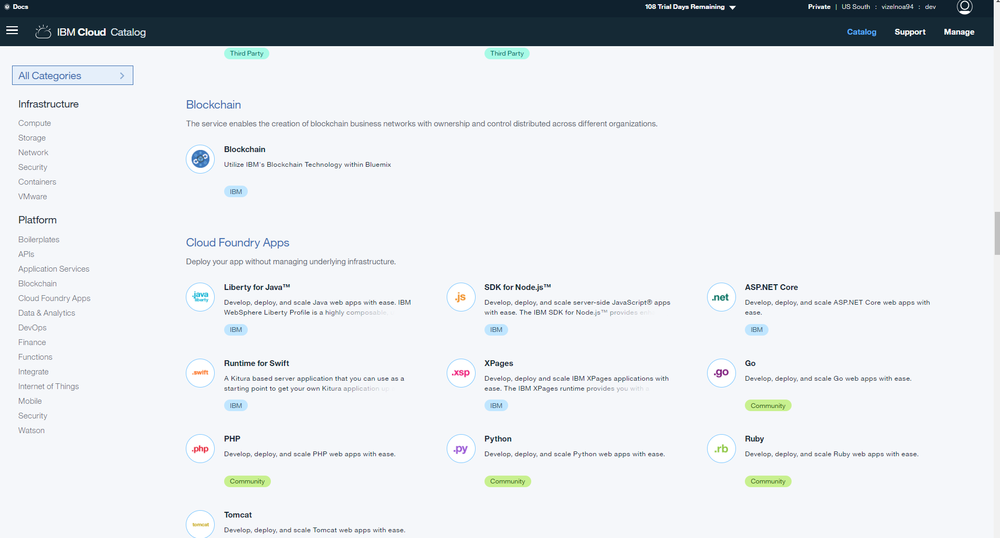 Docs
108 Trial Days Remaining
Private | US South : vizelnoa94 : dev
IBM Cloud Catalog
Catalog
Support
Manage
Third Party
Third Party
All Categories
Infrastructure
Compute
Storage
Network
Security
Containers
VMware
Platform
Boilerplates
APIs
Application Services
Blockchain
Cloud Foundry Apps
Data & Analytics
DevOps
Finance
Functions
Integrate
Internet of Things
Mobile
Security
Watson
Blockchain
The service enables the creation of blockchain business networks with ownership and control distributed across different organizations.
Blockchain
Utilize IBM's Blockchain Technology within Bluemix
IBM
Cloud Foundry Apps
Deploy your app without managing underlying infrastructure.
.java
liberty
Liberty for Java™
Develop, deploy, and scale Java web apps with ease. IBM
WebSphere Liberty Profile is a highly composable,
IBM
.js
SDK for Node.js™
Develop, deploy, and scale server-side JavaScript® apps
with ease. The IBM SDK for Node.js™ provides
IBM
.net
ASP.NET Core
Develop, deploy, and scale ASP.NET Core web apps with
ease.
IBM
.swift
Runtime for Swift
A Kitura based server application that you can use as a
starting point to get your own Kitura application up
IBM
.xsp
XPages
Develop, deploy and scale IBM XPages applications with
ease. The IBM XPages runtime provides you with a
IBM
.go
Go
Develop, deploy, and scale Go web apps with ease.
Community
.php
PHP
Develop, deploy, and scale PHP web apps with ease.
Community
.py
Python
Develop, deploy, and scale Python web apps with ease.
Community
.rb
Ruby
Develop, deploy, and scale Ruby web apps with ease.
Community
tomcat
Tomcat
Develop, deploy, and scale Tomcat web apps with ease.